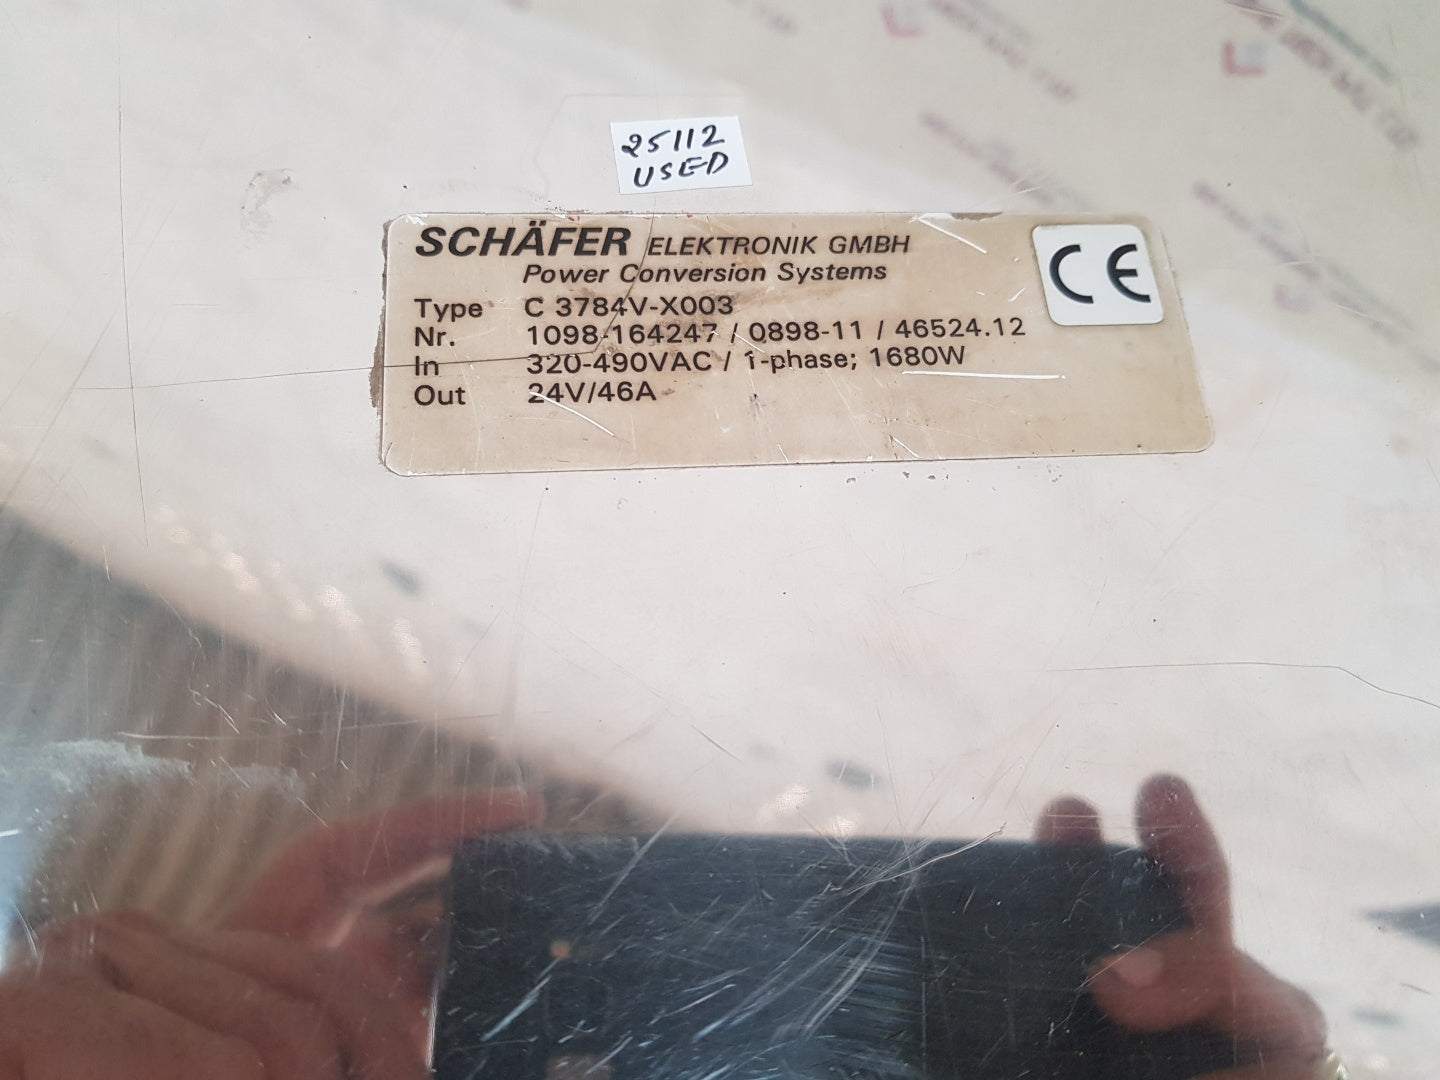 25112
USED
SCHÄFER ELEKTRONIK GMBH
Power Conversion Systems
CE
Type C 3784V-X003
Nr. 1098-164247 / 0898-11 / 46524.12
In 320-490VAC / 1-phase; 1680W
Out 24V/46A